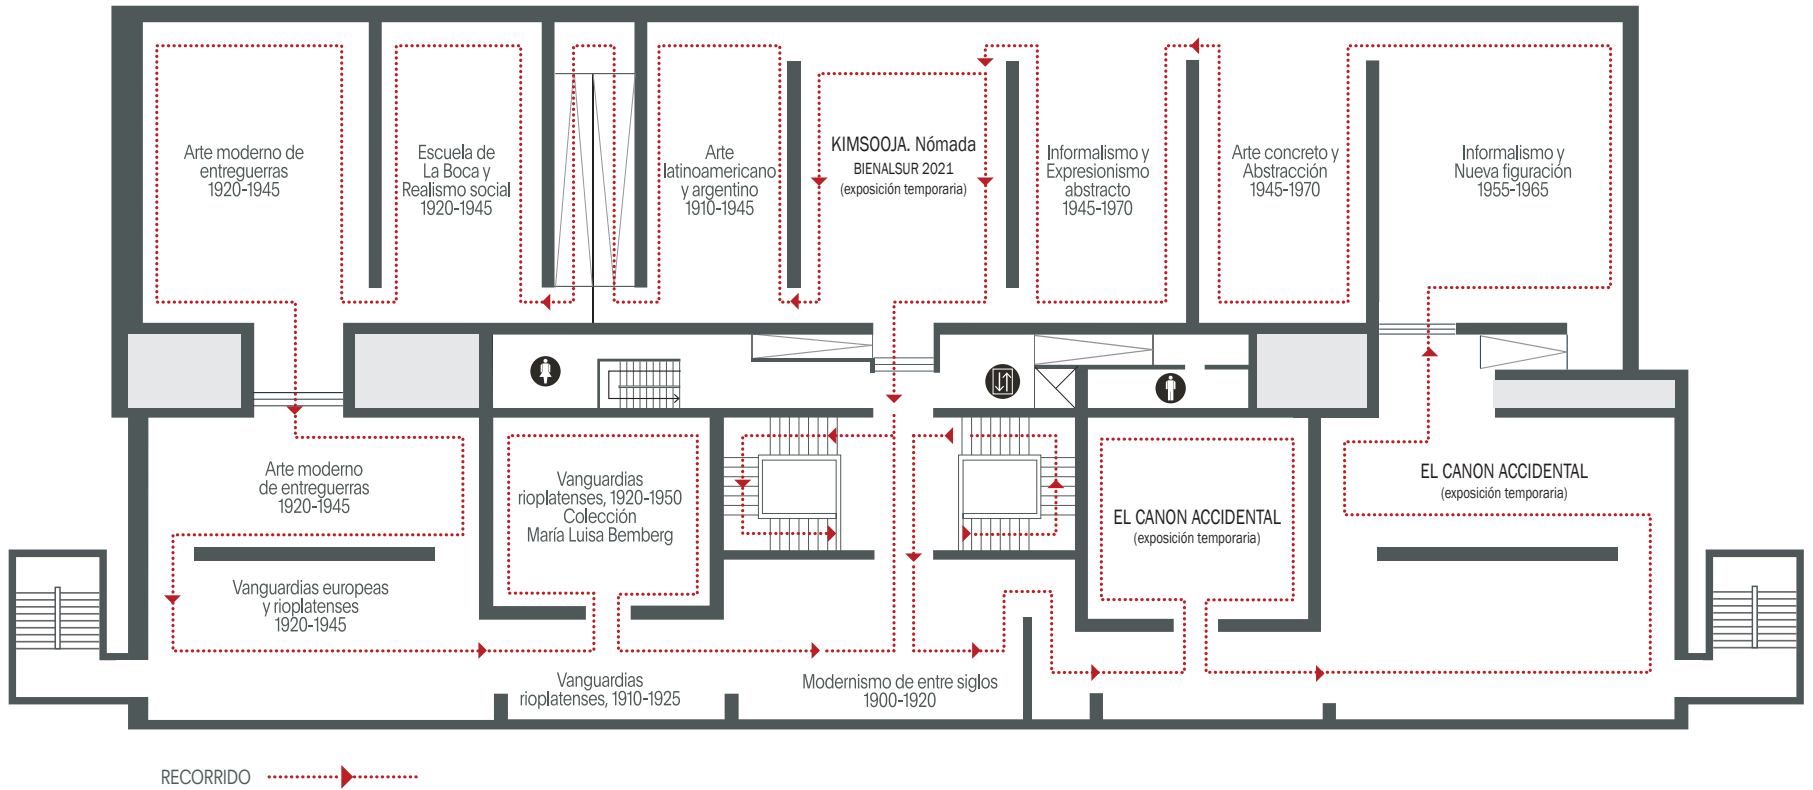 Arte moderno de
entreguerras
1920-1945
Escuela de
La Boca y
Realismo social
1920-1945
Arte
latinoamericano
y argentino
1910-1945
KIMSOOJA. Nómada
BIENALSUR 2021
(exposición temporaria)
Informalismo y
Expresionismo
abstracto
1945-1970
Arte concreto y
Abstracción
1945-1970
Informalismo y
Nueva figuración
1955-1965
Arte moderno
de entreguerras
1920-1945
Vanguardias
rioplatenses, 1920-1950
Colección
María Luisa Bemberg
EL CANON ACCIDENTAL
(exposición temporaria)
EL CANON ACCIDENTAL
(exposición temporaria)
Vanguardias europeas
y rioplatenses
1920-1945
Vanguardias
rioplatenses, 1910-1925
Modernismo de entre siglos
1900-1920
RECORRIDO